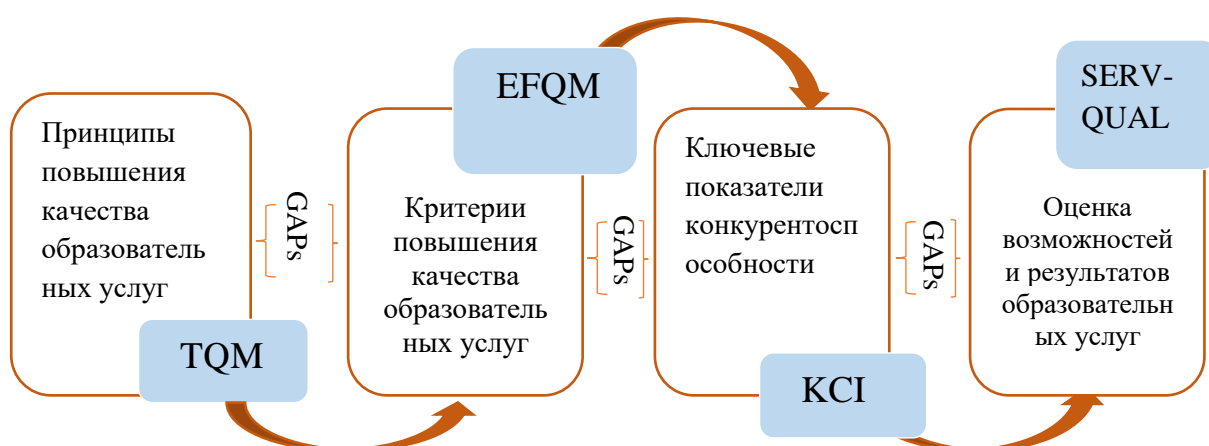 Принципы
повышения
качества
образователь
ных услуг
TQM
GAPs
EFQM
Критерии
повышения
качества
образователь
ных услуг
GAPs
Ключевые
показатели
конкурентосп
особности
KCI
GAPs
SERV-
QUAL
Оценка
возможностей
и результатов
образовательн
ых услуг